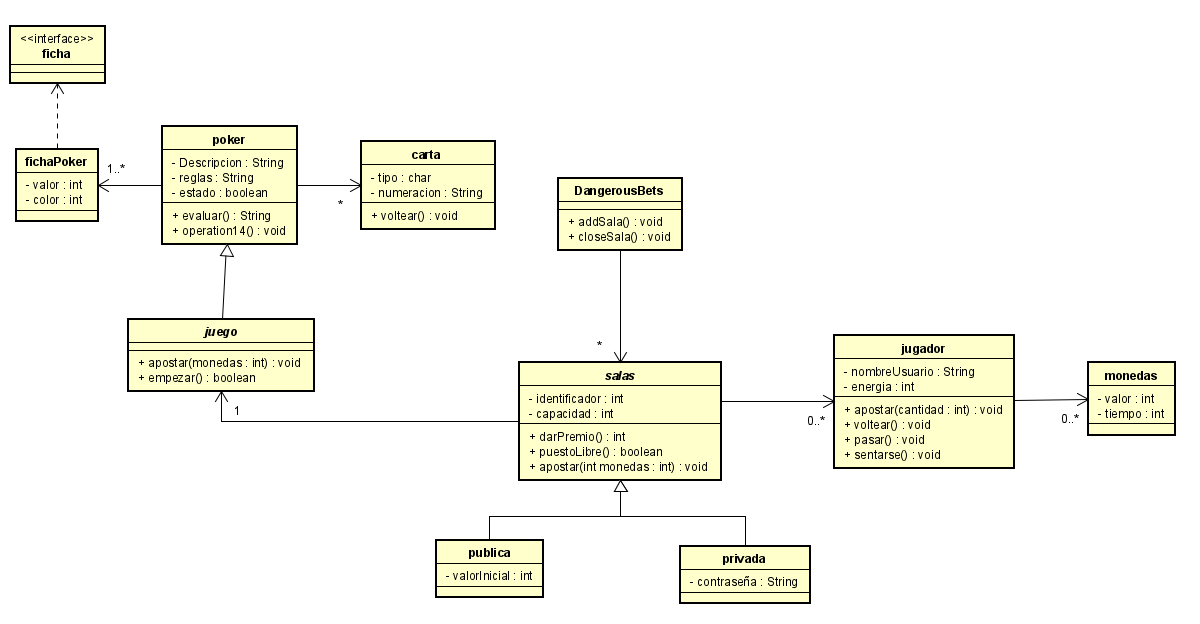 <<interface>>
ficha
fichaPoker
- valor : int
- color : int
1..*
poker
- Descripcion : String
- reglas : String
- estado : boolean
+ evaluar() : String
+ operation14() : void
*
carta
- tipo : char
- numeracion : String
+ voltear() : void
DangerousBets
+ addSala() : void
+ closeSala() : void
*
juego
+ apostar(monedas : int) : void
+ empezar() : boolean
1
salas
- identificador : int
- capacidad : int
+ darPremio() : int
+ puestoLibre() : boolean
+ apostar(int monedas : int) : void
0..*
jugador
- nombreUsuario : String
- energia : int
+ apostar(cantidad : int) : void
+ voltear() : void
+ pasar() : void
+ sentarse() : void
0..*
monedas
- valor : int
- tiempo : int
publica
- valorInicial : int
privada
- contraseña : String